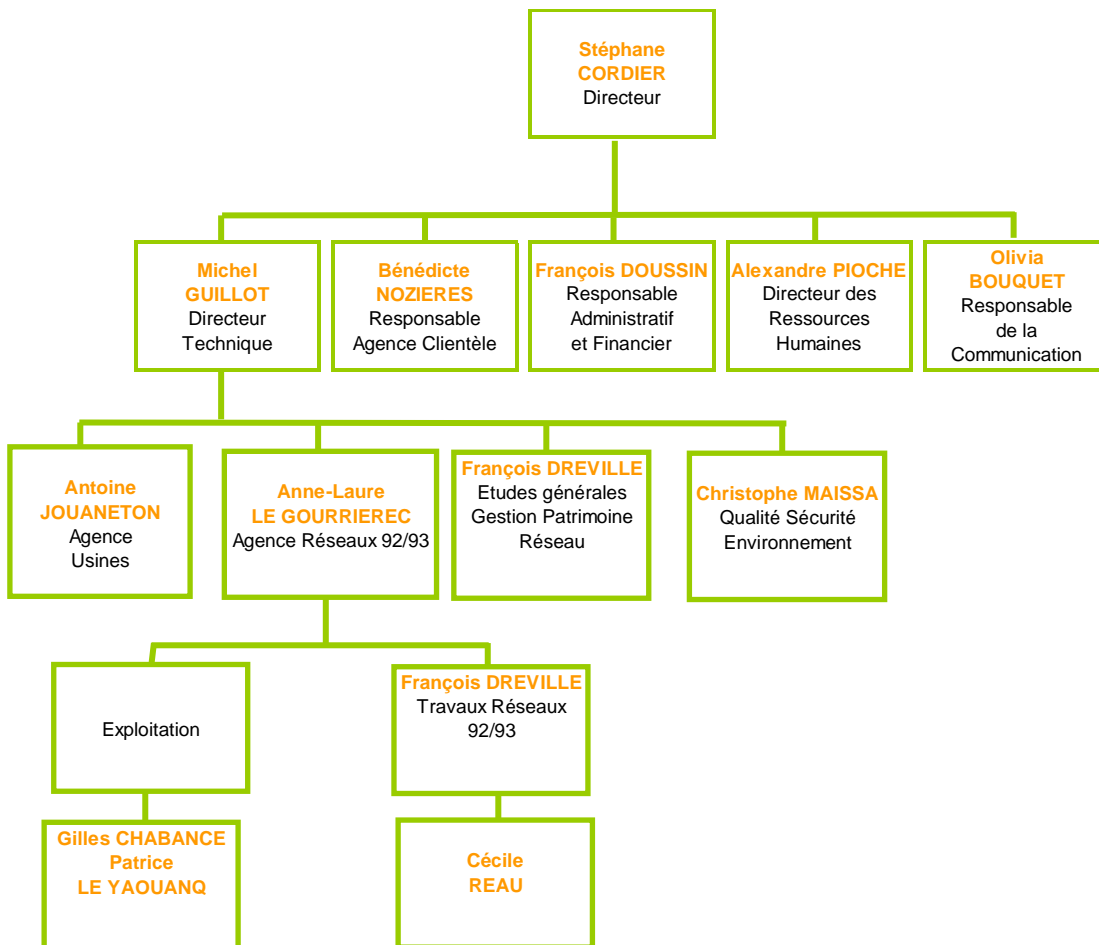 Stéphane
CORDIER
Directeur
Michel
GUILLOT
Directeur
Technique
Bénédicte
NOZIERES
Responsable
Agence Clientèle
François DOUSSIN
Responsable
Administratif
et Financier
Alexandre PIOCHE
Directeur des
Ressources
Humaines
Olivia
BOUQUET
Responsable
de la
Communication
Antoine
JOUANETON
Agence
Usines
Anne-Laure
LE GOURRIEREC
Agence Réseaux 92/93
François DREVILLE
Etudes générales
Gestion Patrimoine
Réseau
Christophe MAISSA
Qualité Sécurité
Environnement
Exploitation
François DREVILLE
Travaux Réseaux
92/93
Gilles CHABANCE
Patrice
LE YAOUANQ
Cécile
REAU